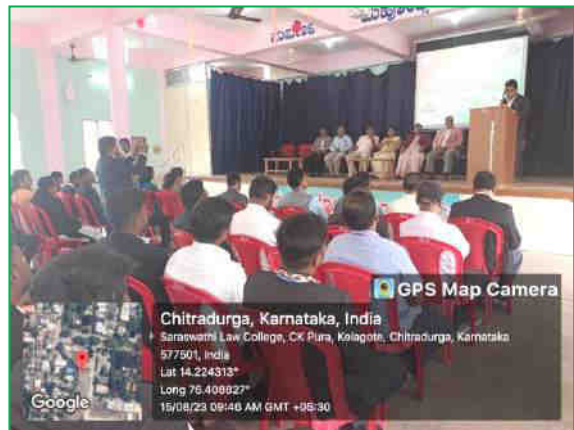 GPS Map Camera
Chitradurga, Karnataka, India
Saraswathi Law College, CK Pura, Kelagote, Chitradurga, Karnataka
577501, India
Lat 14.224313°
Long 76.408827°
15/08/23 09:46 AM GMT +05:30
Google